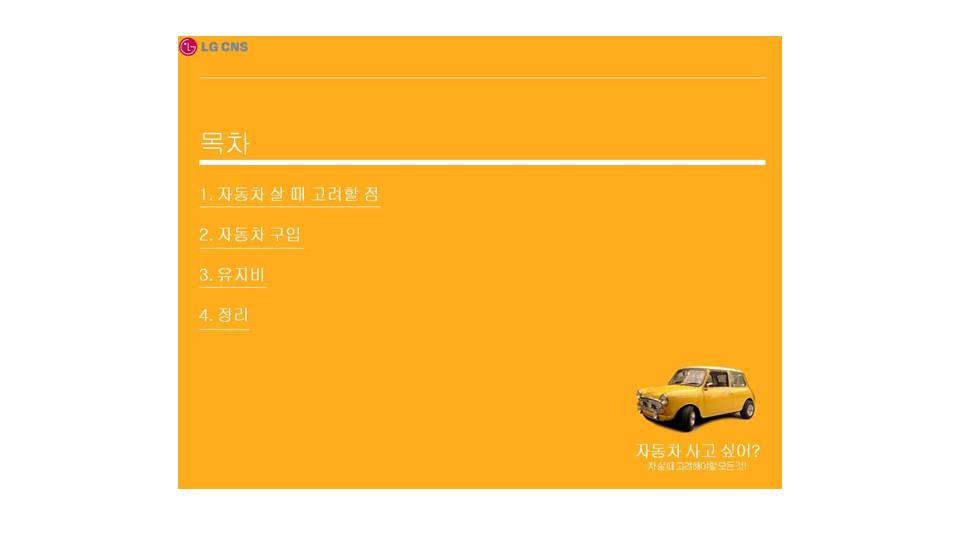 LG CNS
목차
1. 자동차 살 때 고려할 점
2. 자동차 구입
3. 유지비
4. 정리
자동차 사고 싶어?
차 살 때 고려해야할 모든 것!